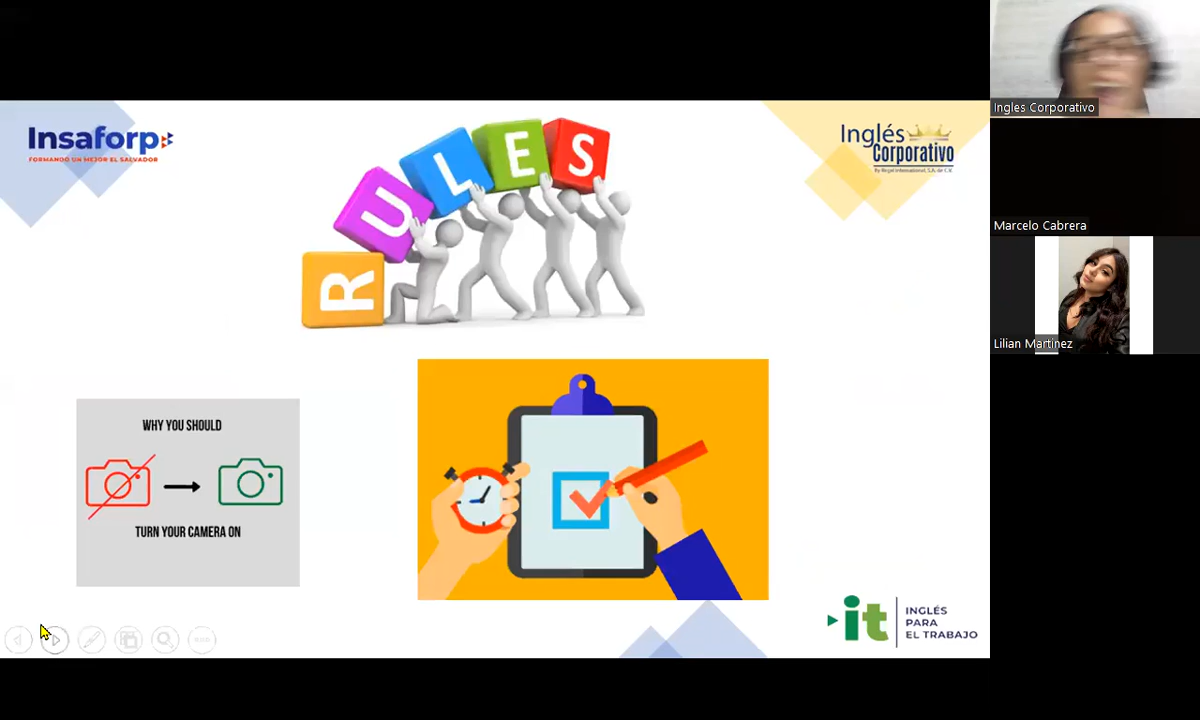 Insaforp
FORMANDO UN MEJOR EL SALVADOR
RULES
Inglés
Corporativo
By Regal International, S.A. de C.V.
WHY YOU SHOULD
TURN YOUR CAMERA ON
it
INGLÉS
PARA
EL TRABAJO
Ingles Corporativo
Marcelo Cabrera
Lilian Martinez